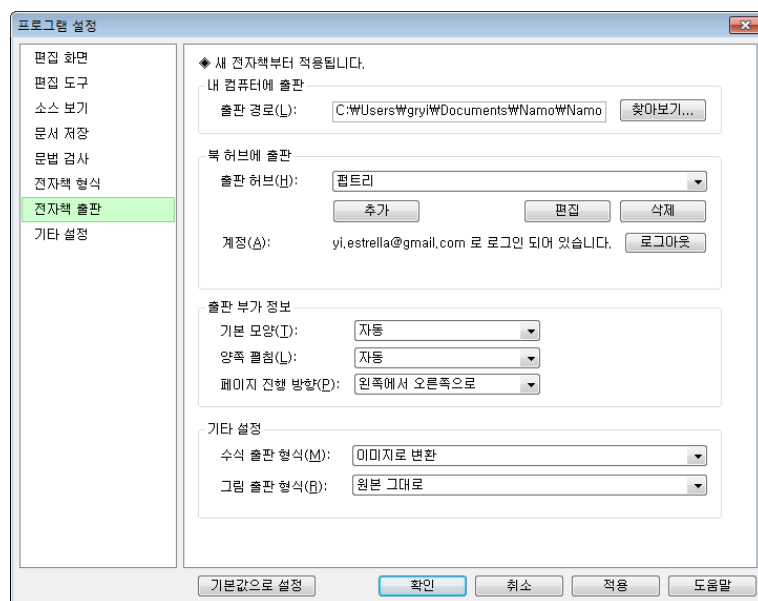 프로그램 설정
편집 화면
편집 도구
소스 보기
문서 저장
문법 검사
전자책 형식
전자책 출판
기타 설정
◈ 새 전자책부터 적용됩니다.
내 컴퓨터에 출판
출판 경로(L): C:₩Users₩gryi₩Documents₩Namo₩Namo 찾아보기...
북 허브에 출판
출판 허브(H): 펍트리
추가 편집 삭제
계정(A): yi.estrella@gmail.com 로 로그인 되어 있습니다. 로그아웃
출판 부가 정보
기본 모양(T): 자동
양쪽 펼침(L): 자동
페이지 진행 방향(P): 왼쪽에서 오른쪽으로
기타 설정
수식 출판 형식(M): 이미지로 변환
그림 출판 형식(R): 원본 그대로
기본값으로 설정 확인 취소 적용 도움말